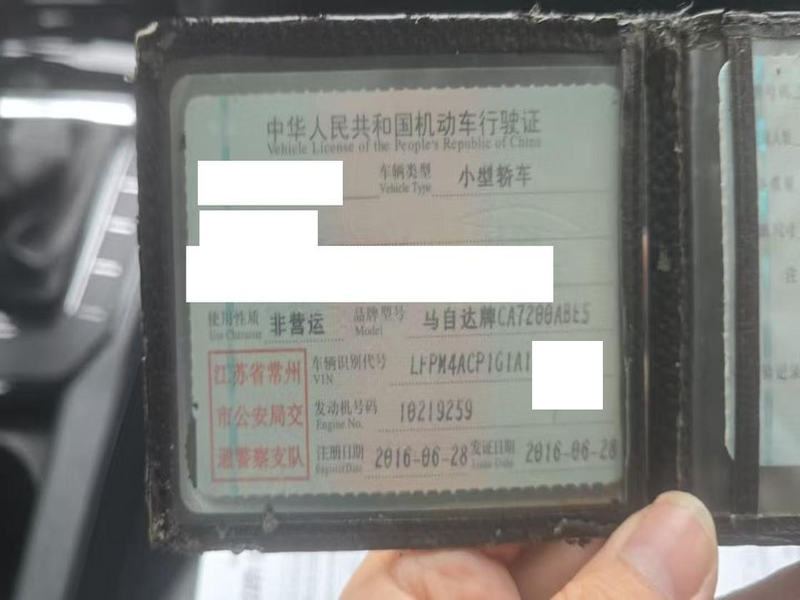 中华人民共和国机动车行驶证
Vehicle License of the People's Republic of China
车辆类型 小型轿车
Vehicle Type
使用性质 非营运 品牌型号 马自达牌CA7200ABE5
Use Character Model
江苏省常州
市公安局交
通警察支队
车辆识别代号 LFPM4ACP1G1A1
VIN
发动机号码 10219259
Engine No.
注册日期 2016-06-28 发证日期 2016-06-28
Register Date Issue Date